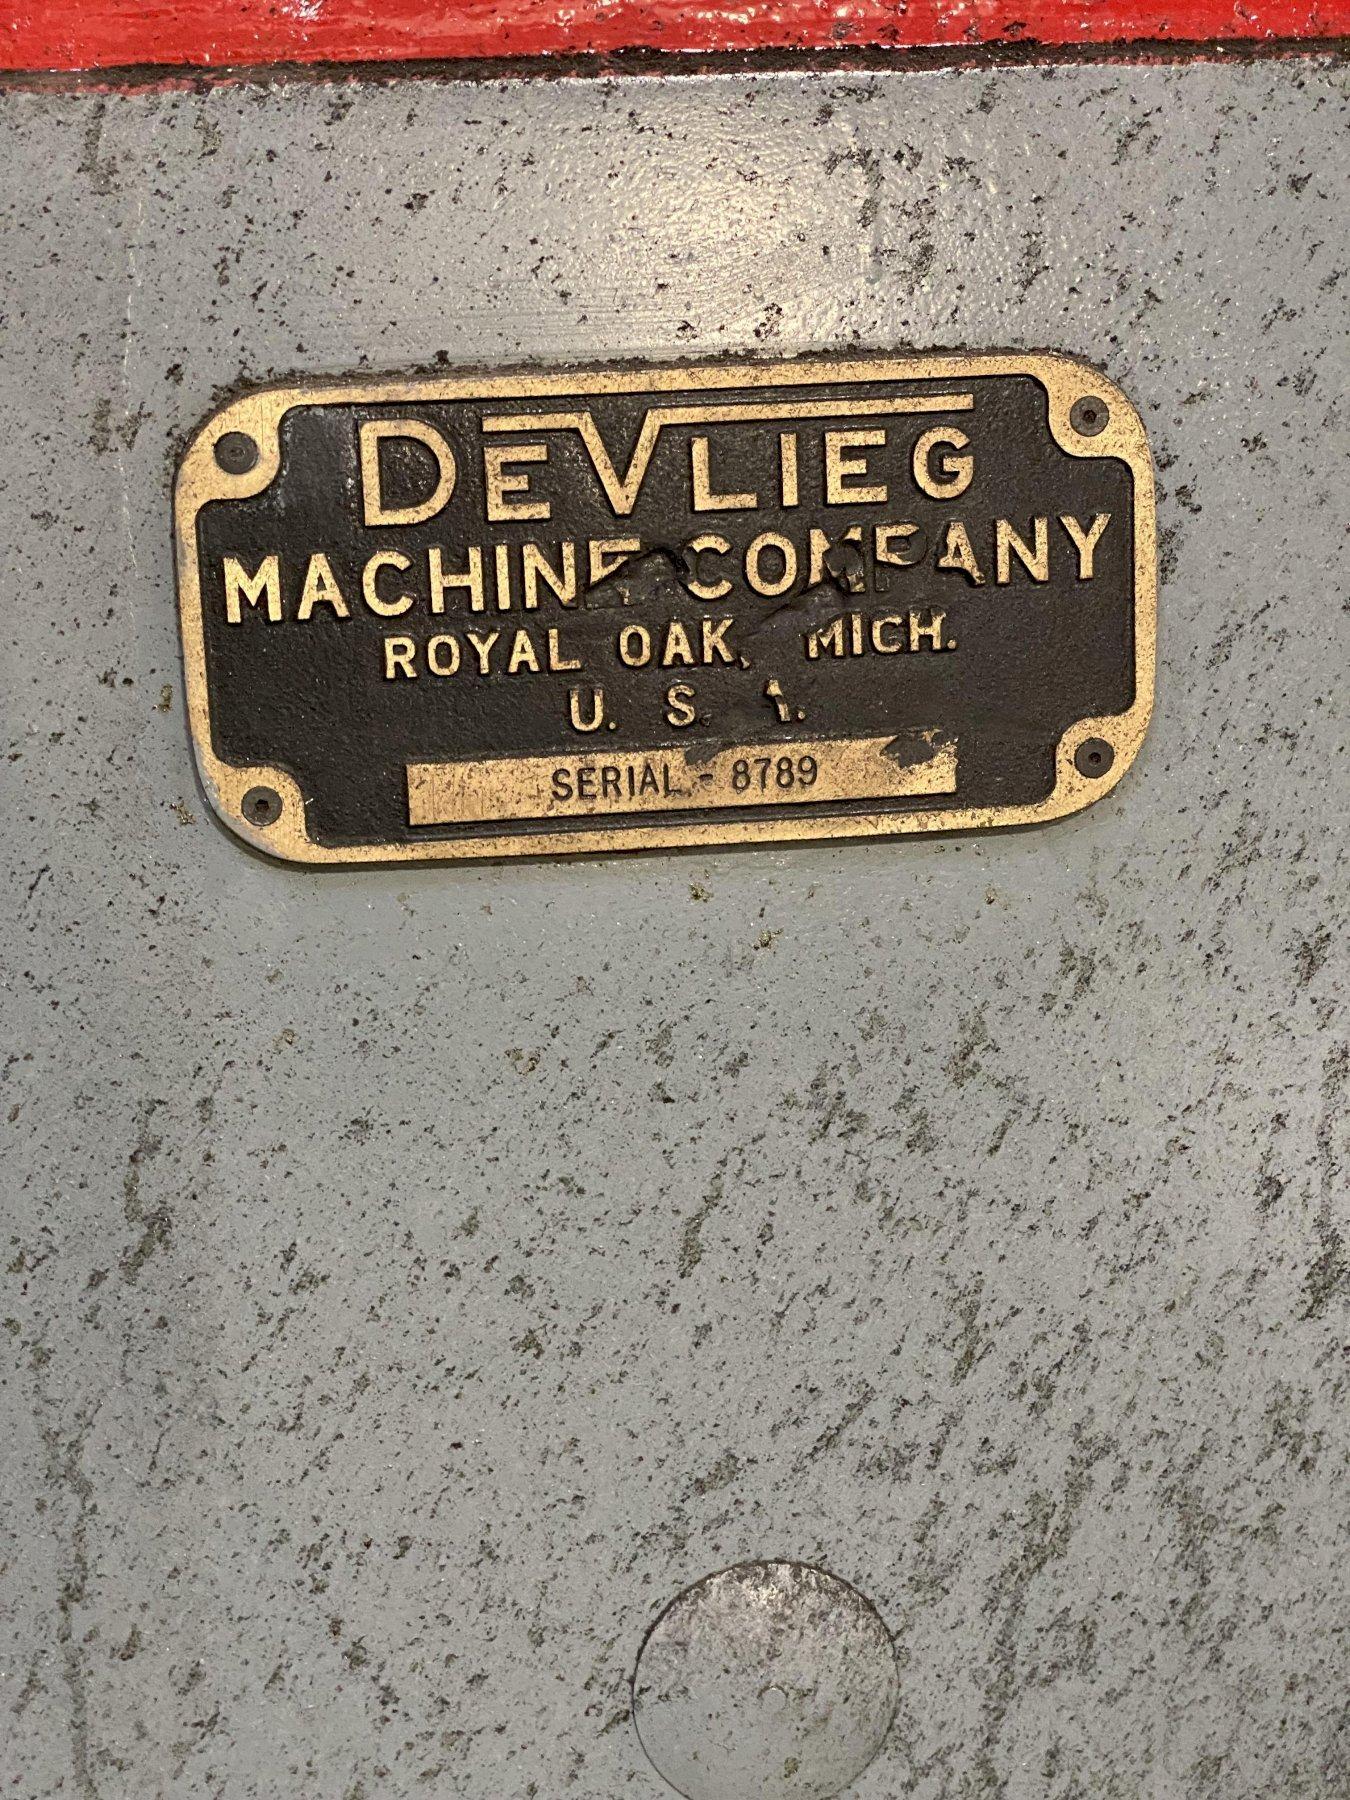 DEVLIEG
MACHINE COMPANY
ROYAL OAK, MICH.
U. S. A.
SERIAL - 8789